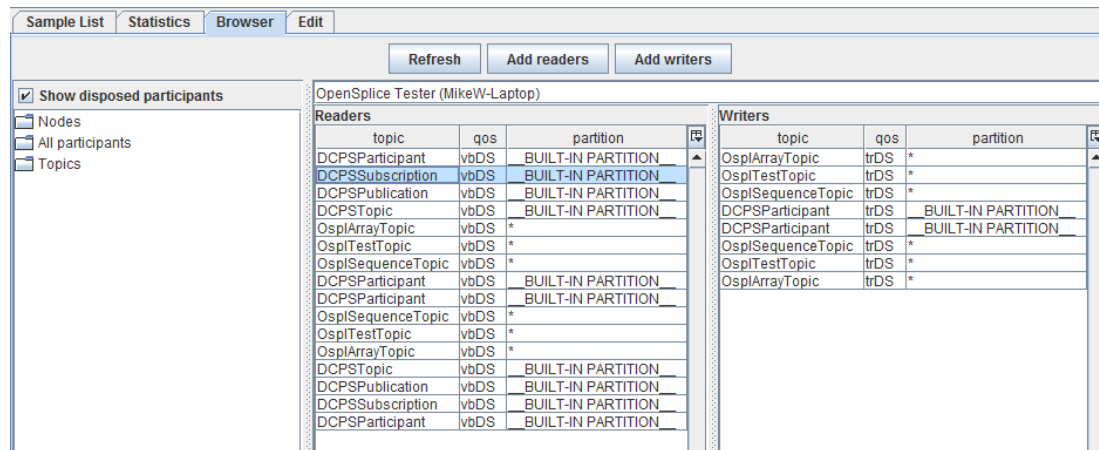 Sample List Statistics Browser Edit
Refresh Add readers Add writers
Show disposed participants
Nodes
All participants
Topics
OpenSplice Tester (MikeW-Laptop)
Readers
topic qos partition
DCPSParticipant vbDS __BUILT-IN PARTITION__
DCPSSubscription vbDS __BUILT-IN PARTITION__
DCPSPublication vbDS __BUILT-IN PARTITION__
DCPSTopic vbDS __BUILT-IN PARTITION__
OsplArrayTopic vbDS *
OsplTestTopic vbDS *
OsplSequenceTopic vbDS *
DCPSParticipant vbDS __BUILT-IN PARTITION__
DCPSParticipant vbDS __BUILT-IN PARTITION__
OsplSequenceTopic vbDS *
OsplTestTopic vbDS *
OsplArrayTopic vbDS *
DCPSTopic vbDS __BUILT-IN PARTITION__
DCPSPublication vbDS __BUILT-IN PARTITION__
DCPSSubscription vbDS __BUILT-IN PARTITION__
DCPSParticipant vbDS __BUILT-IN PARTITION__
Writers
topic qos partition
OsplArrayTopic trDS *
OsplTestTopic trDS *
OsplSequenceTopic trDS *
DCPSParticipant trDS __BUILT-IN PARTITION__
DCPSParticipant trDS __BUILT-IN PARTITION__
OsplSequenceTopic trDS *
OsplTestTopic trDS *
OsplArrayTopic trDS *